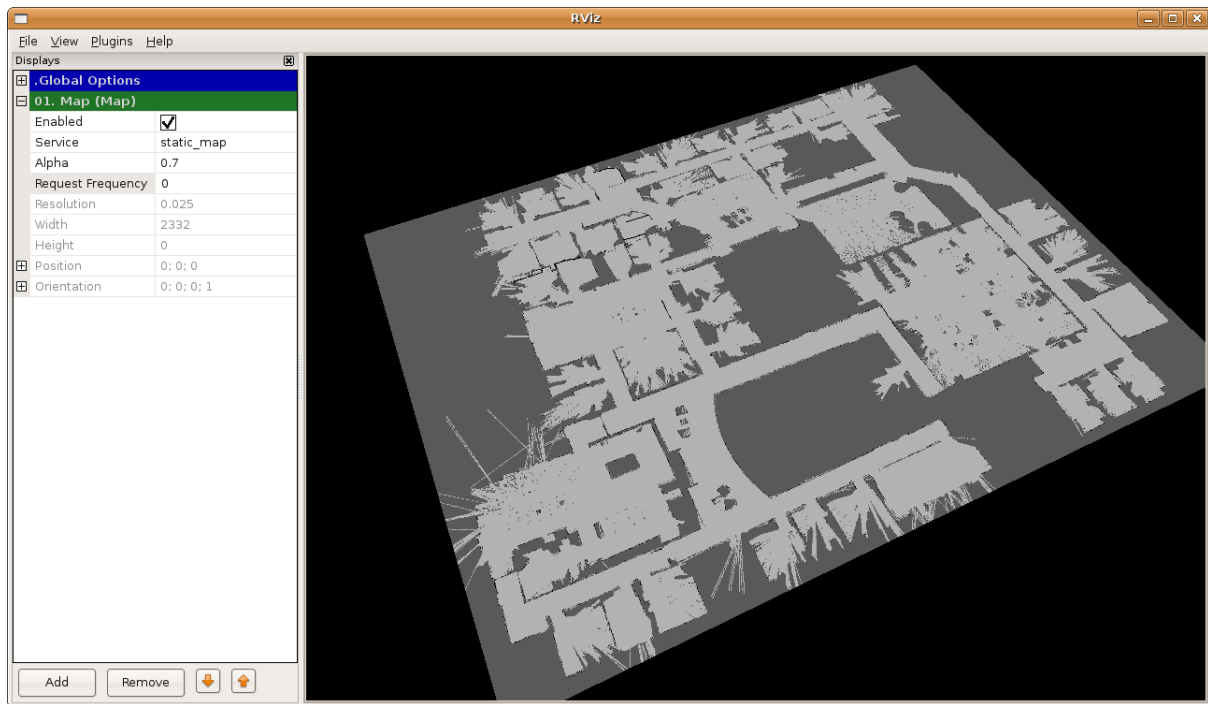 RViz
File View Plugins Help
Displays
.Global Options
01. Map (Map)
Enabled
Service static_map
Alpha 0.7
Request Frequency 0
Resolution 0.025
Width 2332
Height 0
Position 0; 0; 0
Orientation 0; 0; 0; 1
Add Remove